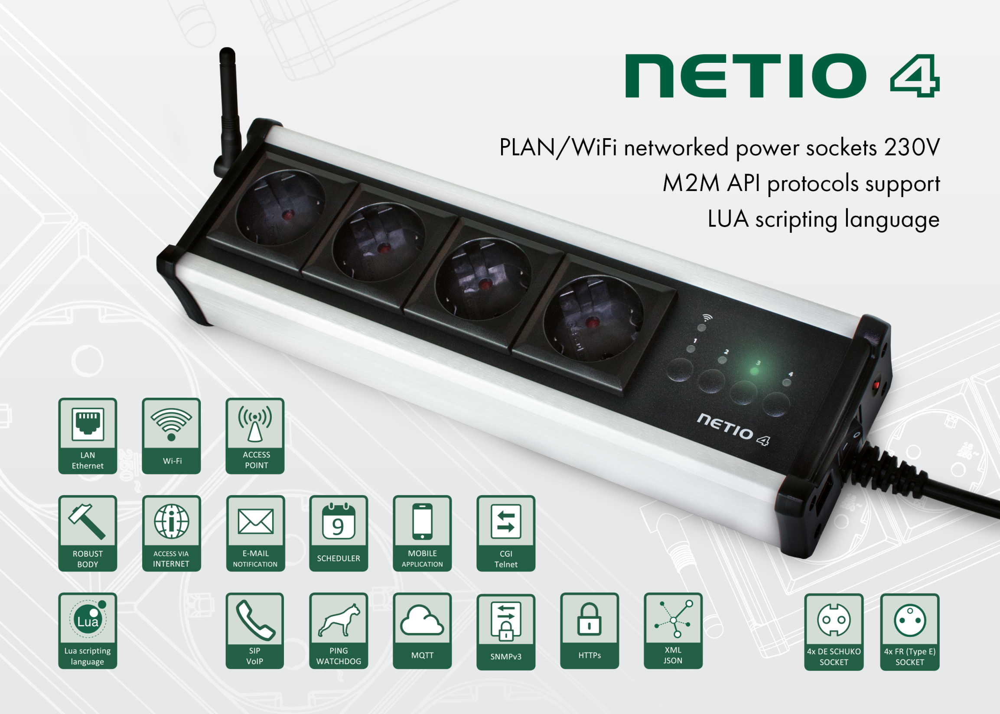 NETIO 4
PLAN/WiFi networked power sockets 230V
M2M API protocols support
LUA scripting language
1
2
3
4
NETIO 4
LAN
Ethernet
Wi-Fi
ACCESS
POINT
ROBUST
BODY
ACCESS VIA
INTERNET
E-MAIL
NOTIFICATION
9
SCHEDULER
MOBILE
APPLICATION
CGI
Telnet
Lua
Lua scripting
language
SIP
VoIP
PING
WATCHDOG
MQTT
SNMPv3
HTTPs
XML
JSON
4x DE SCHUKO
SOCKET
4x FR (Type E)
SOCKET